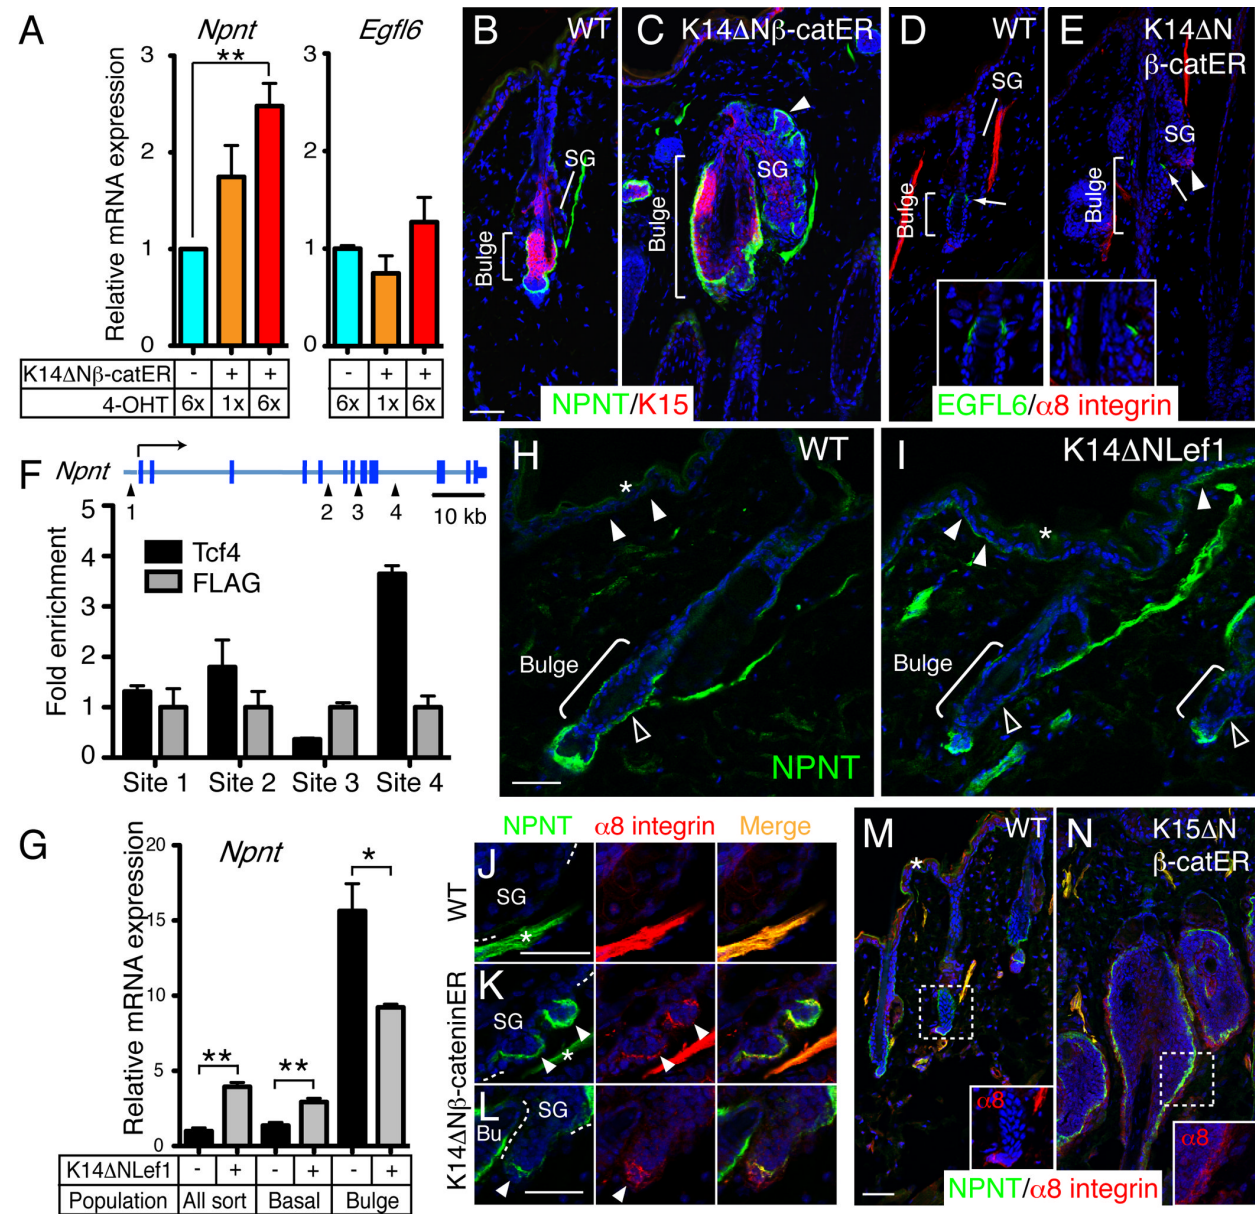 A
Npnt
Egfl6
Relative mRNA expression
3
2
1
0
**
3
2
1
0
K14ΔNβ-catER
-
+
+
-
+
+
4-OHT
6x
1x
6x
6x
1x
6x
B
WT
SG
Bulge
C
K14ΔNβ-catER
SG
Bulge
NPNT/K15
D
WT
SG
Bulge
E
K14ΔN
β-catER
SG
Bulge
EGFL6/α8 integrin
F
Npnt
1
2
3
4
10 kb
Fold enrichment
5
4
3
2
1
0
Tcf4
FLAG
Site 1
Site 2
Site 3
Site 4
H
WT
*
Bulge
NPNT
I
K14ΔNLef1
*
Bulge
G
Npnt
Relative mRNA expression
20
15
10
5
0
**
**
*
K14ΔNLef1
-
+
-
+
-
+
Population
All sort
Basal
Bulge
NPNT
α8 integrin
Merge
WT
J
SG
*
K14ΔNβ-cateninER
K
SG
*
L
SG
Bu
M
WT
*
α8
N
K15ΔN
β-catER
α8
NPNT/α8 integrin